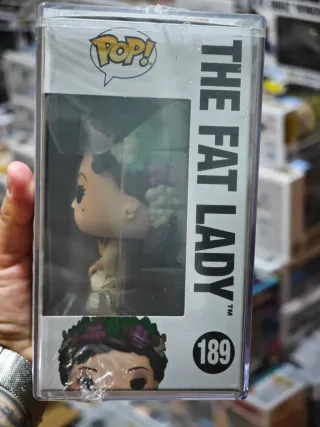 POP!
THE FAT LADY™
189